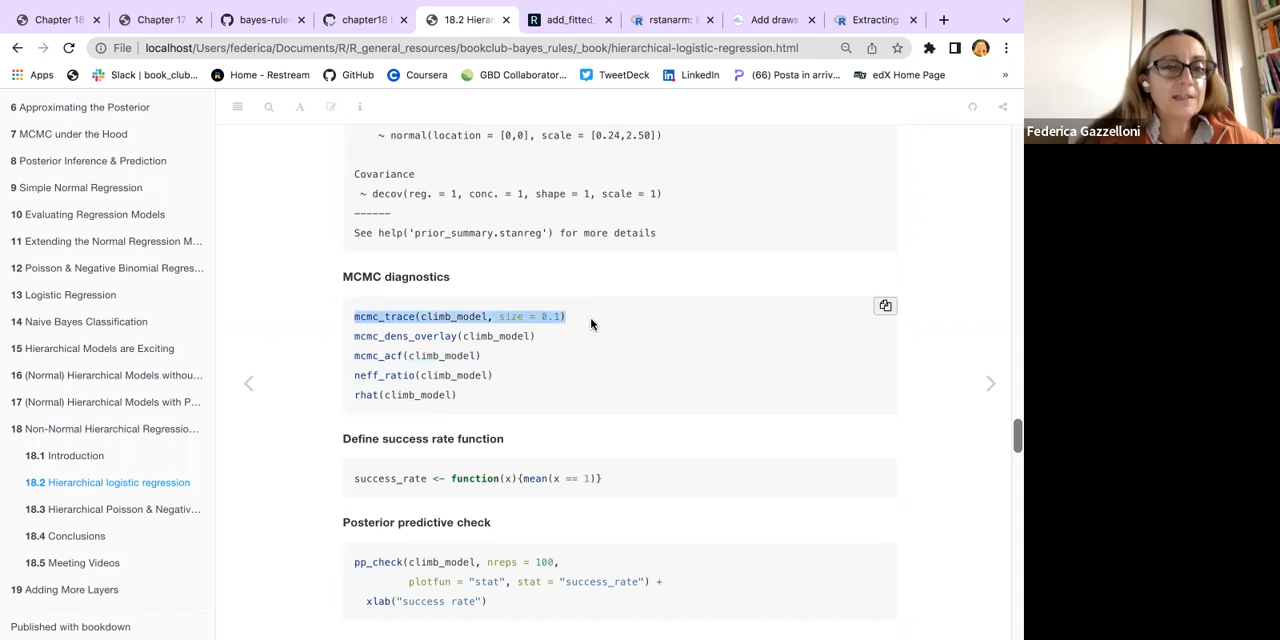 Chapter 18
Chapter 17
bayes-rule
chapter18
18.2 Hierar
add_fitted_
rstanarm: E
Add draws
Extracting
File
localhost/Users/federica/Documents/R/R_general_resources/bookclub-bayes_rules/_book/hierarchical-logistic-regression.html
Apps
Slack | book_club...
Home - Restream
GitHub
Coursera
GBD Collaborator...
TweetDeck
LinkedIn
(66) Posta in arriv...
edX Home Page
»
6 Approximating the Posterior
7 MCMC under the Hood
8 Posterior Inference & Prediction
9 Simple Normal Regression
10 Evaluating Regression Models
11 Extending the Normal Regression M...
12 Poisson & Negative Binomial Regres...
13 Logistic Regression
14 Naive Bayes Classification
15 Hierarchical Models are Exciting
16 (Normal) Hierarchical Models withou...
17 (Normal) Hierarchical Models with P...
18 Non-Normal Hierarchical Regressio...
18.1 Introduction
18.2 Hierarchical logistic regression
18.3 Hierarchical Poisson & Negativ...
18.4 Conclusions
18.5 Meeting Videos
19 Adding More Layers
Published with bookdown
~ normal(location = [0,0], scale = [0.24,2.50])
Covariance
~ decov(reg. = 1, conc. = 1, shape = 1, scale = 1)
------
See help('prior_summary.stanreg') for more details
MCMC diagnostics
mcmc_trace(climb_model, size = 0.1)
mcmc_dens_overlay(climb_model)
mcmc_acf(climb_model)
neff_ratio(climb_model)
rhat(climb_model)
Define success rate function
success_rate <- function(x){mean(x == 1)}
Posterior predictive check
pp_check(climb_model, nreps = 100,
plotfun = "stat", stat = "success_rate") +
xlab("success rate")
Federica Gazzelloni